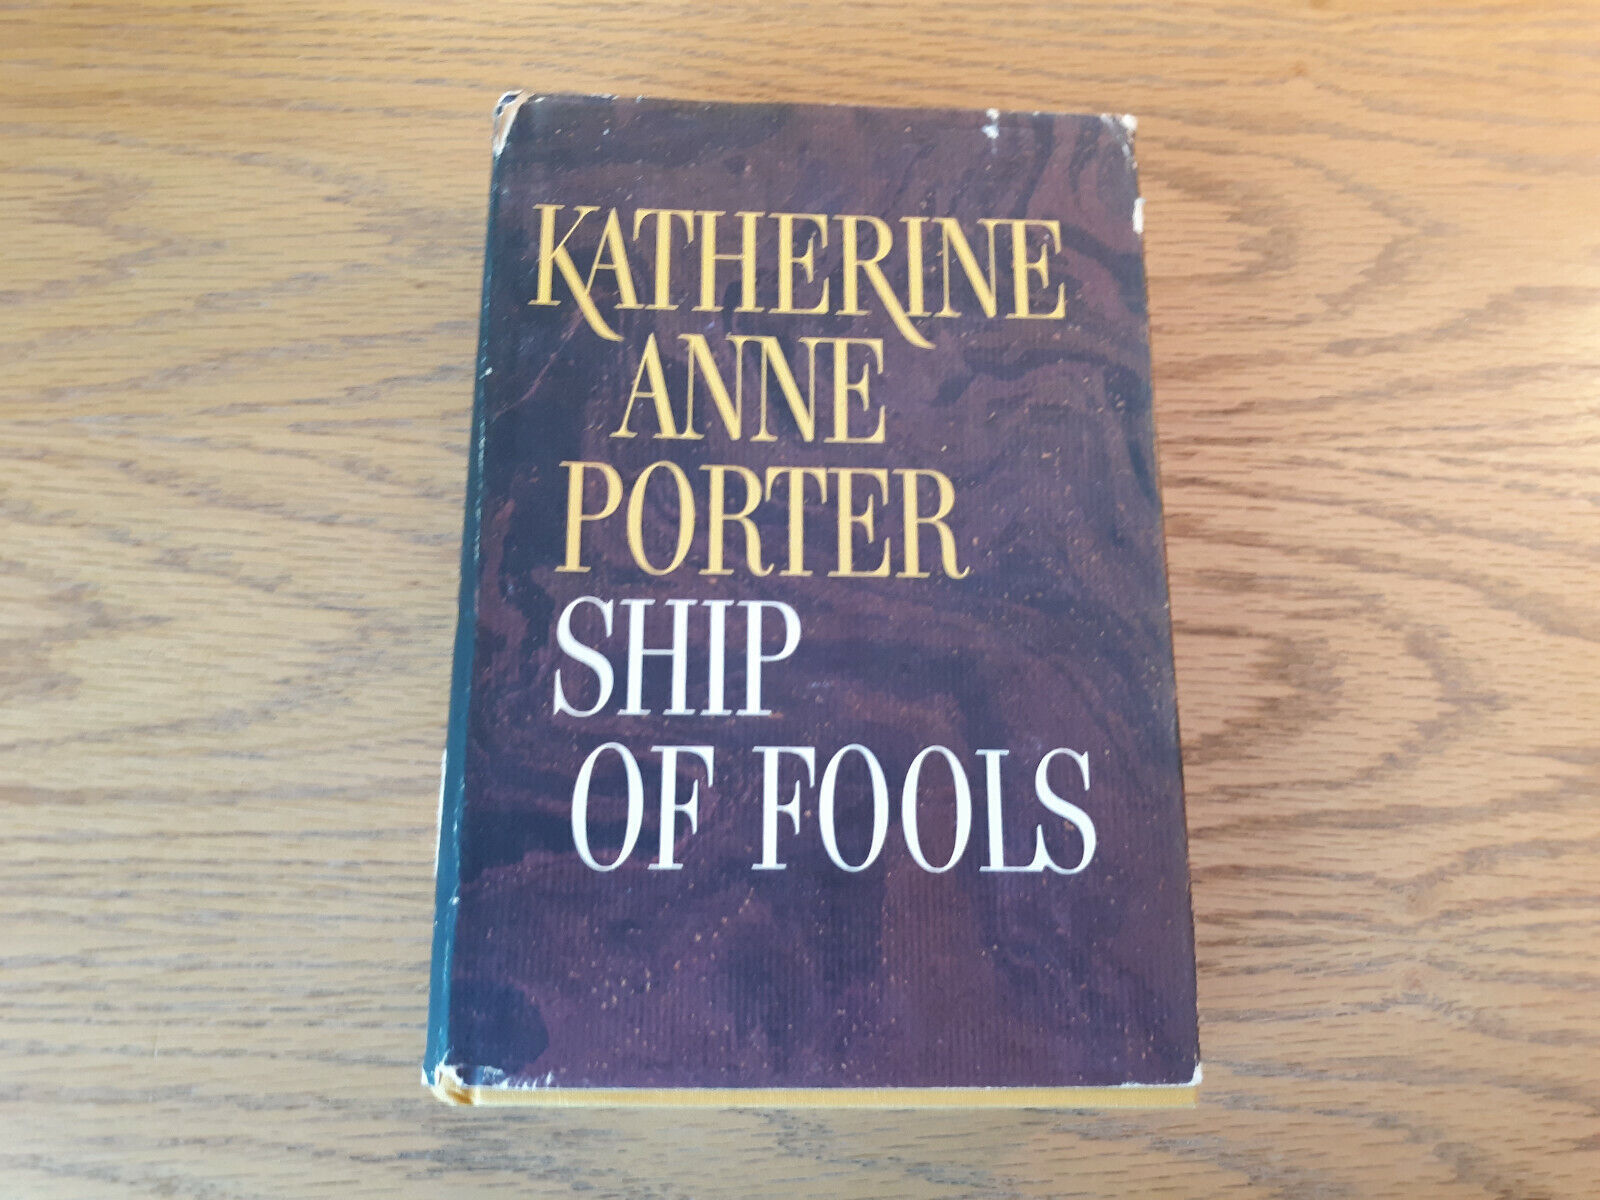 KATHERINE
ANNE
PORTER
SHIP
OF FOOLS